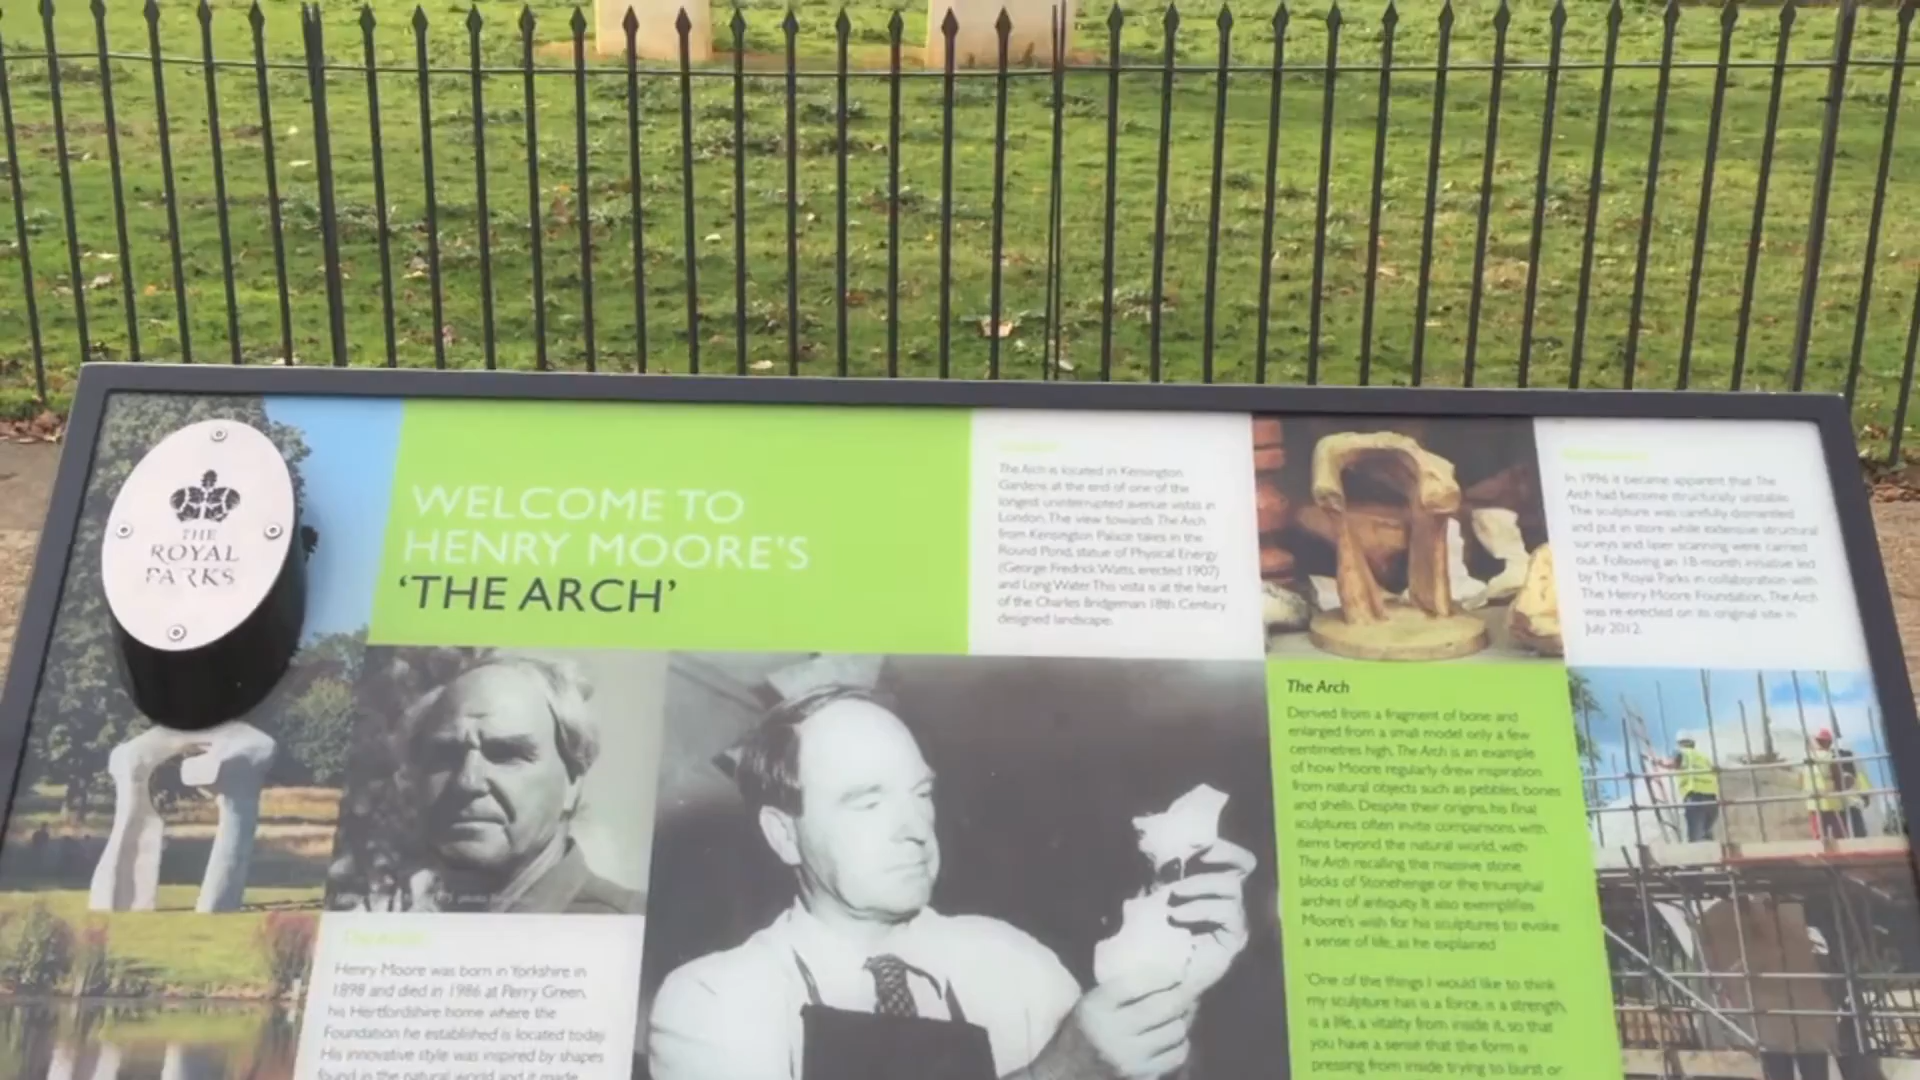 THE
ROYAL
PARKS
WELCOME TO
HENRY MOORE'S
'THE ARCH'
The Arch is located in Kensington
Gardens at the end of one of the
longest uninterrupted avenue vistas in
London. The view towards The Arch
from Kensington Palace takes in the
Round Pond, statue of Physical Energy
(George Fredrick Watts, erected 1907)
and Long Water. This vista is at the heart
of the Charles Bridgeman 18th Century
designed landscape.
In 1996 it became apparent that The
Arch had become structurally unstable.
The sculpture was carefully dismantled
and put in store while extensive structural
surveys and laser scanning were carried
out. Following an 18-month initiative led
by The Royal Parks in collaboration with
The Henry Moore Foundation, The Arch
was re-erected on its original site in
July 2012.
The Arch
Derived from a fragment of bone and
enlarged from a small model only a few
centimetres high, The Arch is an example
of how Moore regularly drew inspiration
from natural objects such as pebbles, bones
and shells. Despite their origins, his final
sculptures often invite comparisons with
items beyond the natural world, with
The Arch recalling the massive stone
blocks of Stonehenge or the triumphal
arches of antiquity. It also exemplifies
Moore's wish for his sculptures to evoke
a sense of life, as he explained
'One of the things I would like to think
my sculpture has is a force, is a strength,
is a life, a vitality from inside it, so that
you have a sense that the form is
pressing from inside trying to burst or
Henry Moore was born in Yorkshire in
1898 and died in 1986 at Perry Green,
his Hertfordshire home where the
Foundation he established is located today.
His innovative style was inspired by shapes
found in the natural world and it made